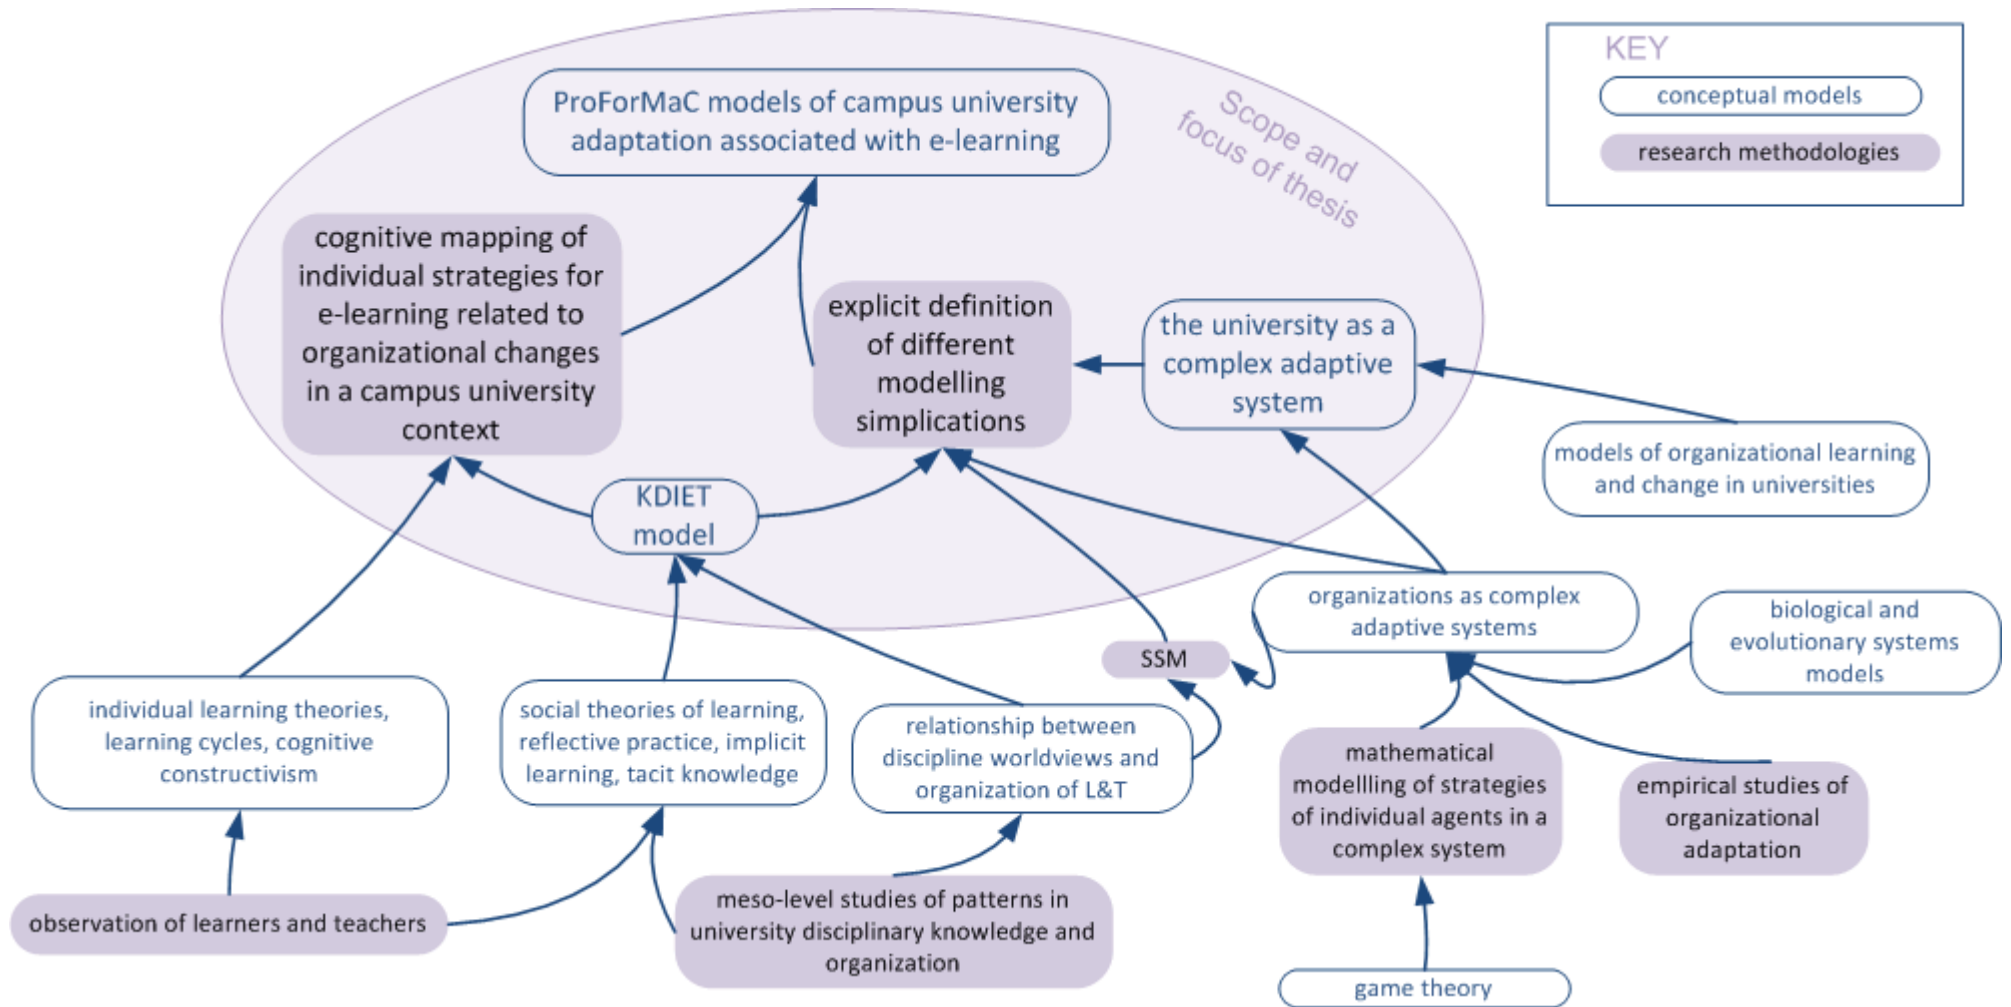 KEY
conceptual models
research methodologies
Scope and
focus of thesis
ProForMaC models of campus university
adaptation associated with e-learning
cognitive mapping of
individual strategies for
e-learning related to
organizational changes
in a campus university
context
explicit definition
of different
modelling
simplications
the university as a
complex adaptive
system
models of organizational learning
and change in universities
KDIET
model
organizations as complex
adaptive systems
biological and
evolutionary systems
models
SSM
individual learning theories,
learning cycles, cognitive
constructivism
social theories of learning,
reflective practice, implicit
learning, tacit knowledge
relationship between
discipline worldviews and
organization of L&T
mathematical
modellling of strategies
of individual agents in a
complex system
empirical studies of
organizational
adaptation
observation of learners and teachers
meso-level studies of patterns in
university disciplinary knowledge and
organization
game theory